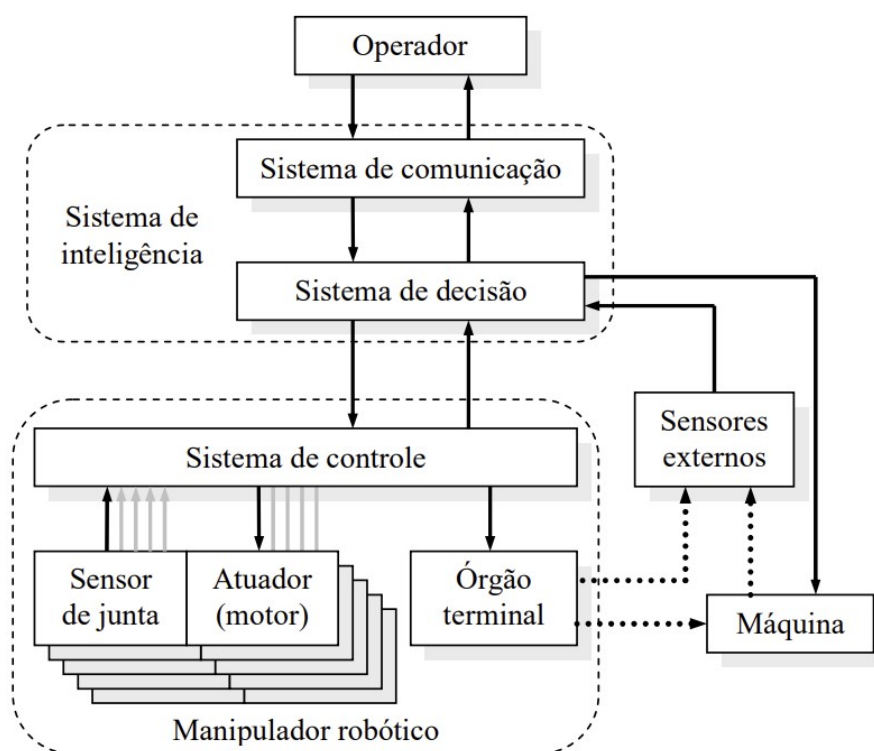 Operador
Sistema de comunicação
Sistema de
inteligência
Sistema de decisão
Sensores
externos
Sistema de controle
Sensor
de junta
Atuador
(motor)
Órgão
terminal
Máquina
Manipulador robótico